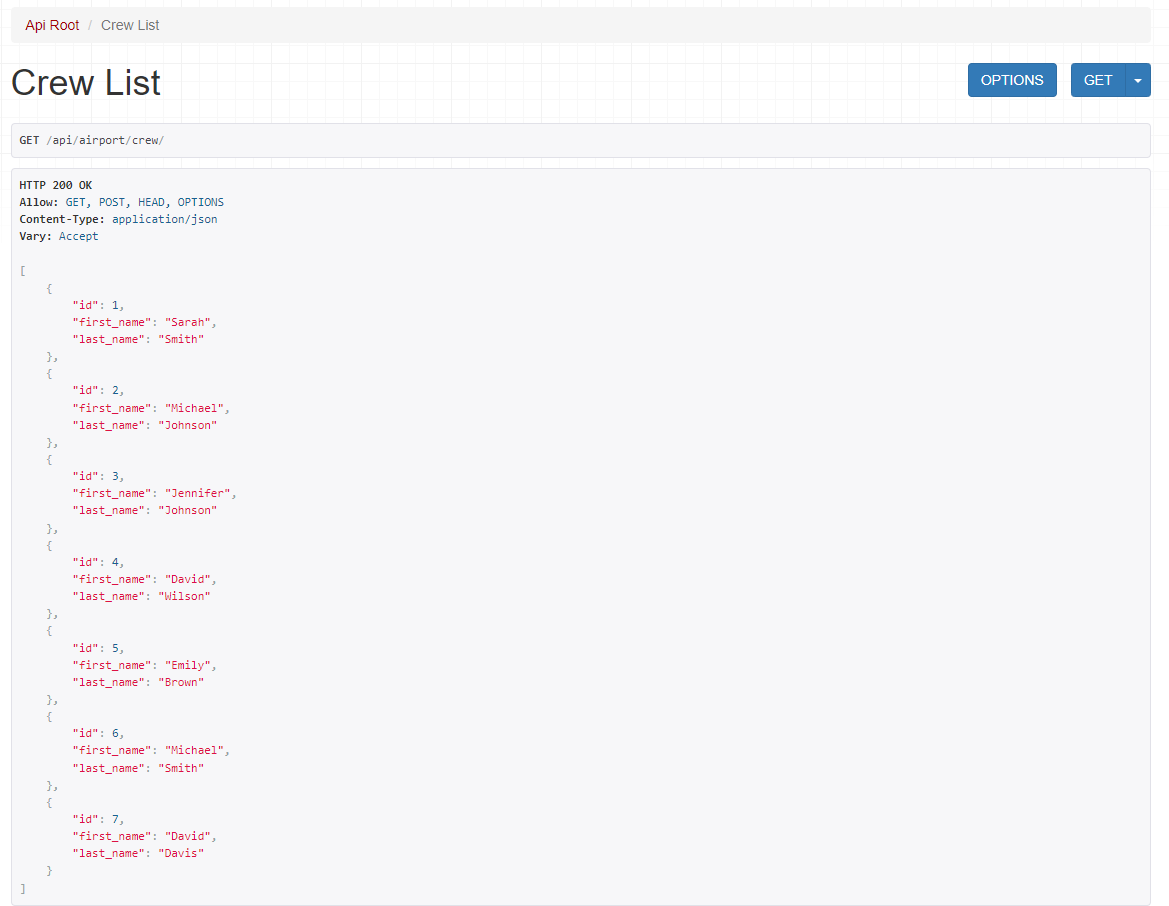 Api Root / Crew List
Crew List
OPTIONS
GET
GET /api/airport/crew/
HTTP 200 OK
Allow: GET, POST, HEAD, OPTIONS
Content-Type: application/json
Vary: Accept
[
    {
        "id": 1,
        "first_name": "Sarah",
        "last_name": "Smith"
    },
    {
        "id": 2,
        "first_name": "Michael",
        "last_name": "Johnson"
    },
    {
        "id": 3,
        "first_name": "Jennifer",
        "last_name": "Johnson"
    },
    {
        "id": 4,
        "first_name": "David",
        "last_name": "Wilson"
    },
    {
        "id": 5,
        "first_name": "Emily",
        "last_name": "Brown"
    },
    {
        "id": 6,
        "first_name": "Michael",
        "last_name": "Smith"
    },
    {
        "id": 7,
        "first_name": "David",
        "last_name": "Davis"
    }
]